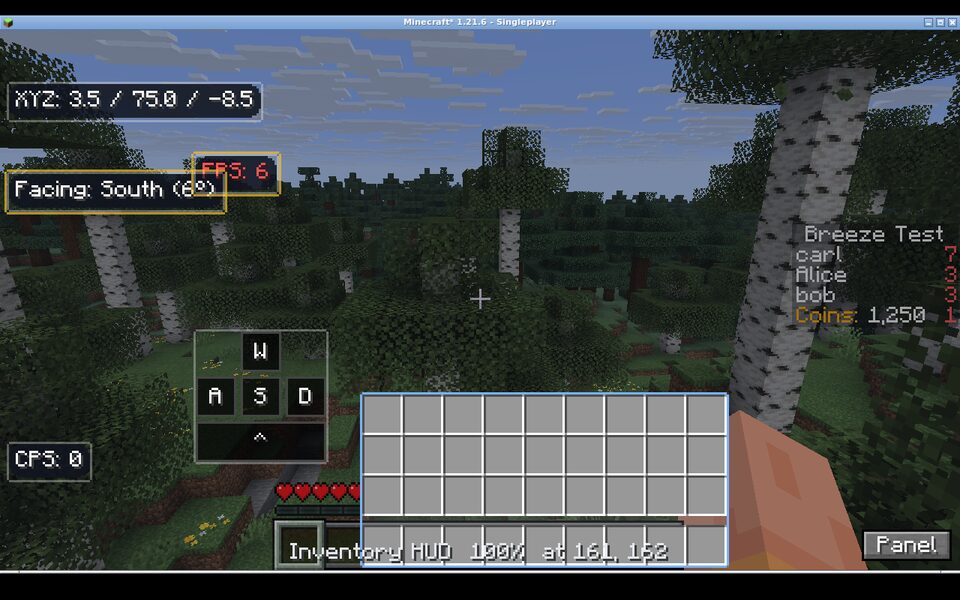 Minecraft* 1.21.6 - Singleplayer
XYZ: 3.5 / 75.0 / -8.5
FPS: 6
Facing: South (6°)
Breeze Test
carl 7
Alice 3
bob 3
Coins: 1,250 1
W
A S D
^
CPS: 0
Inventory HUD 100% at 161, 162
Panel